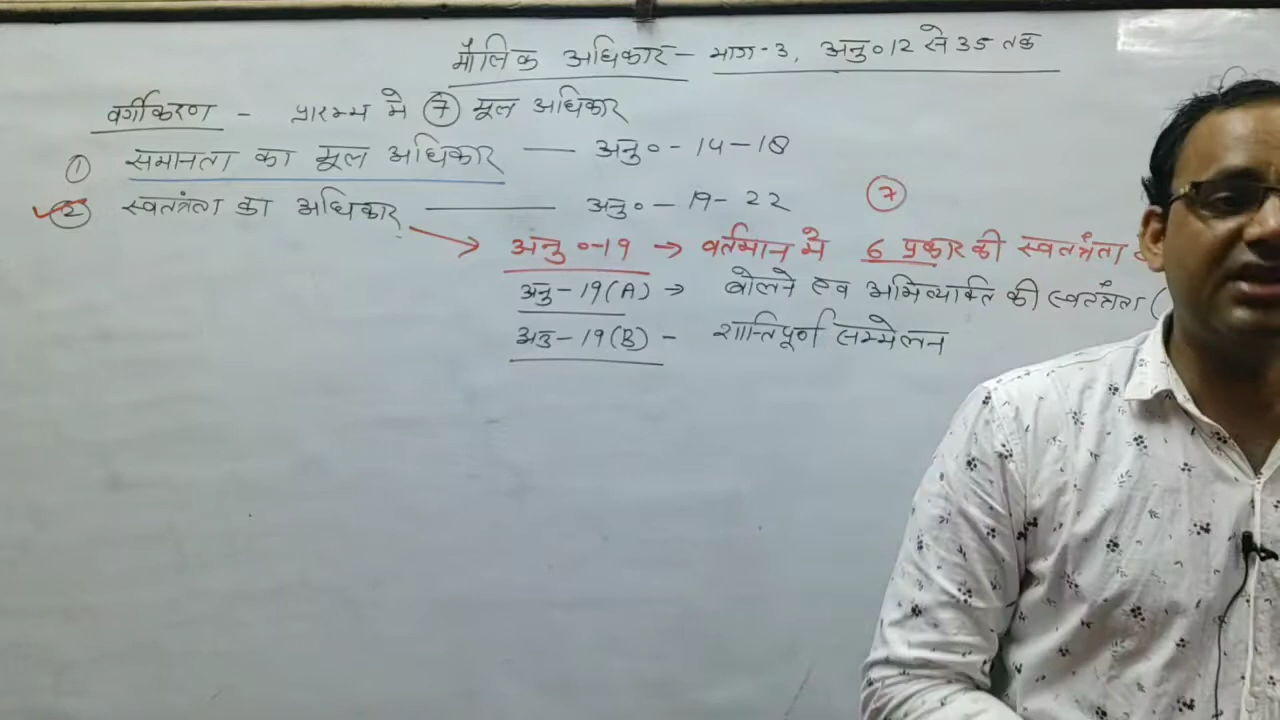 मौलिक अधिकार - भाग-3, अनु० 12 से 35 तक
वर्गीकरण - प्रारम्भ मे 7 मूल अधिकार
1 समानता का मूल अधिकार — अनु० - 14-18
2 स्वतंत्रता का अधिकार — अनु० - 19-22 7
→ अनु०-19 → वर्तमान मे 6 प्रकार की स्वतंत्रता
अनु-19(A) → बोलने एव अभिव्यक्ति की स्वतंत्रता (
अनु-19(B) - शान्तिपूर्ण सम्मेलन